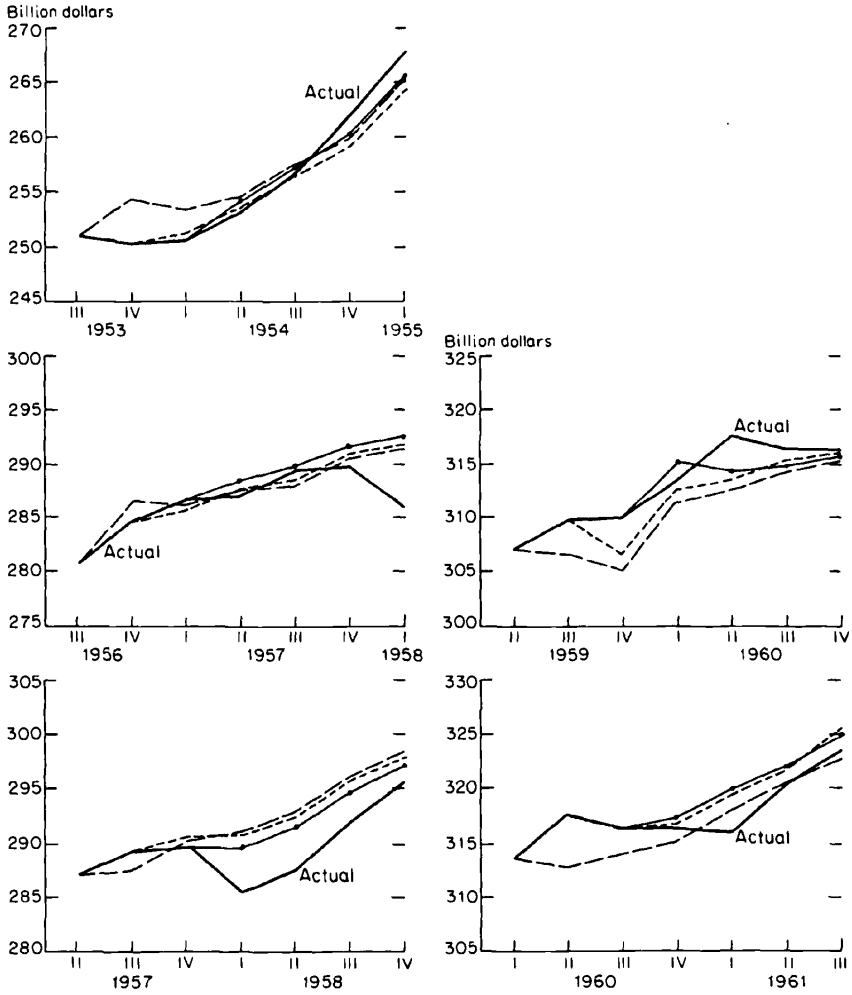 Billion dollars
270
265
Actual
260
255
250
245
III IV I II III IV I
1953 1954 1955
300
295
290
285
Actual
280
275
III IV I II III IV I
1956 1957 1958
Billion dollars
325
320
Actual
315
310
305
300
II III IV I II III IV
1959 1960
305
300
295
290
Actual
285
280
II III IV I II III IV
1957 1958
330
325
320
315
Actual
310
305
I II III IV I II III
1960 1961